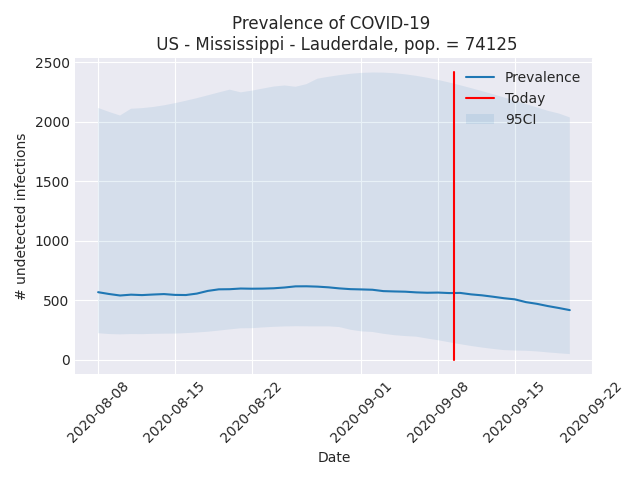 Prevalence of COVID-19
US - Mississippi - Lauderdale, pop. = 74125
2500
2000
1500
1000
500
0
# undetected infections
Prevalence
Today
95CI
2020-08-08
2020-08-15
2020-08-22
2020-09-01
2020-09-08
2020-09-15
2020-09-22
Date